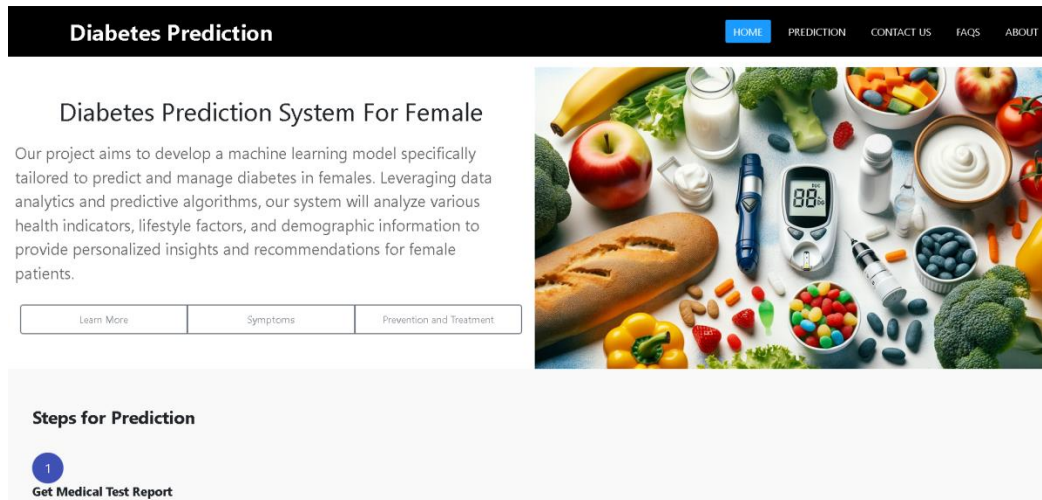 Diabetes Prediction
HOME PREDICTION CONTACT US FAQS ABOUT
Diabetes Prediction System For Female
Our project aims to develop a machine learning model specifically
tailored to predict and manage diabetes in females. Leveraging data
analytics and predictive algorithms, our system will analyze various
health indicators, lifestyle factors, and demographic information to
provide personalized insights and recommendations for female
patients.
Learn More Symptoms Prevention and Treatment
Steps for Prediction
1
Get Medical Test Report